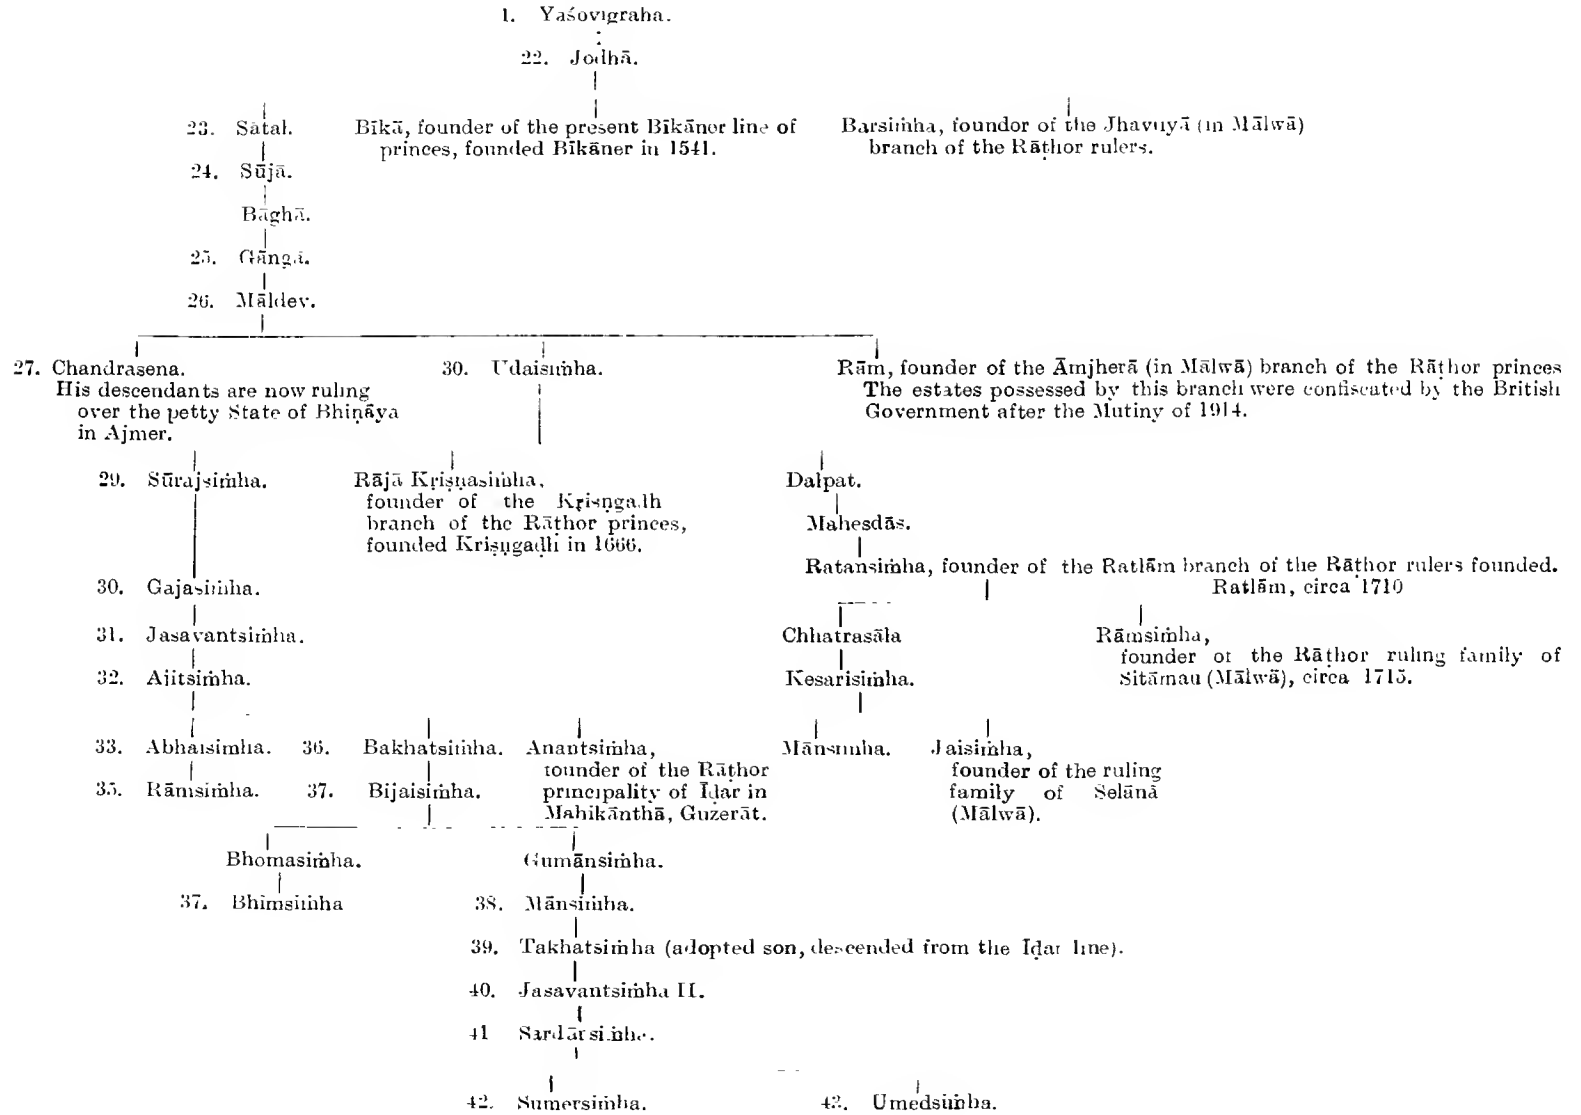 1. Yaśovigraha.
22. Jodhā.
23. Sātal.
Bīkā, founder of the present Bīkāner line of
princes, founded Bīkāner in 1541.
Barsiṁha, foundor of the Jhavuyā (in Mālwā)
branch of the Rāṭhor rulers.
24. Sūjā.
Bāghā.
25. Gāngā.
26. Māldev.
27. Chandrasena.
His descendants are now ruling
over the petty State of Bhiṇāya
in Ajmer.
30. Udaisiṁha.
Rām, founder of the Āmjherā (in Mālwā) branch of the Rāṭhor princes
The estates possessed by this branch were confiscated by the British
Government after the Mutiny of 1914.
29. Sūrajsiṁha.
Rājā Kṛiṣṇasiṁha,
founder of the Kṛisṇgaḍh
branch of the Rāṭhor princes,
founded Kriṣṇgaḍh in 1666.
Dalpat.
Mahesdās.
Ratansiṁha, founder of the Ratlām branch of the Rāṭhor rulers founded.
Ratlām, circa 1710
30. Gajasiṁha.
31. Jasavantsiṁha.
Chhatrasāla
Rāmsiṁha,
founder of the Rāṭhor ruling family of
Sitāmau (Mālwā), circa 1715.
32. Ajitsiṁha.
Kesarisiṁha.
33. Abhaisimha.
36. Bakhatsiṁha.
Anantsiṁha,
founder of the Rāṭhor
principality of Īḍar in
Mahikānthā, Guzerāt.
Mānsiṁha.
Jaisiṁha,
founder of the ruling
family of Selānā
(Mālwā).
35. Rāmsiṁha.
37. Bijaisiṁha.
Bhomasiṁha.
Gumānsiṁha.
37. Bhimsiṁha
38. Mānsiṁha.
39. Takhatsiṁha (adopted son, descended from the Iḍar line).
40. Jasavantsiṁha II.
41 Sardārsiṁha.
42. Sumersiṁha.
43. Umedsiṁha.